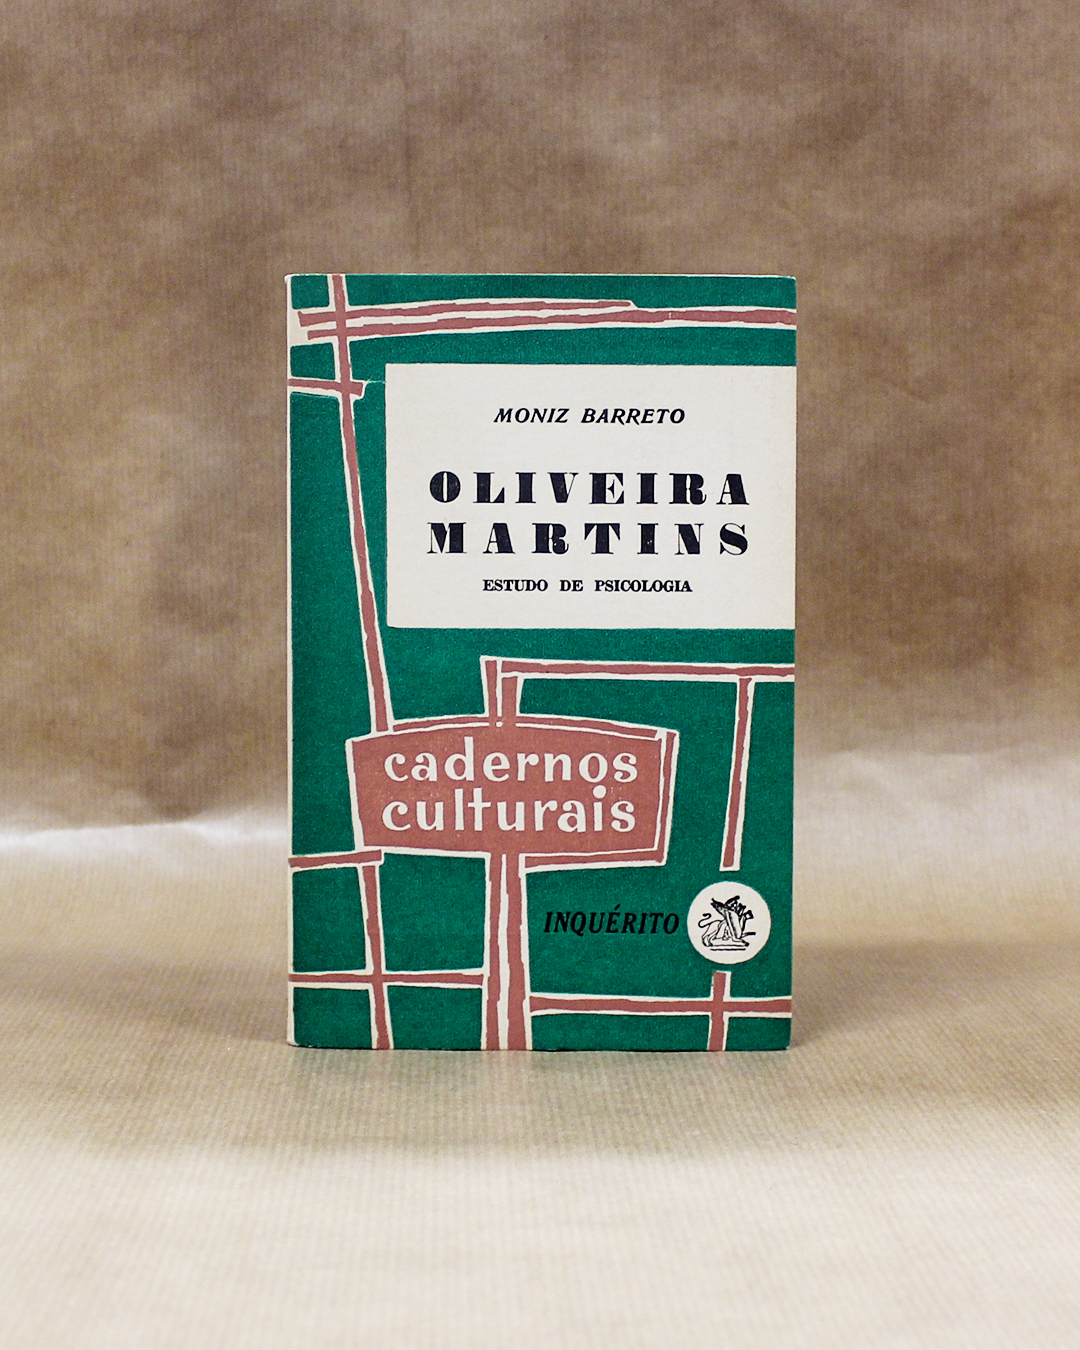 MONIZ BARRETO
OLIVEIRA
MARTINS
ESTUDO DE PSICOLOGIA
cadernos
culturais
INQUÉRITO